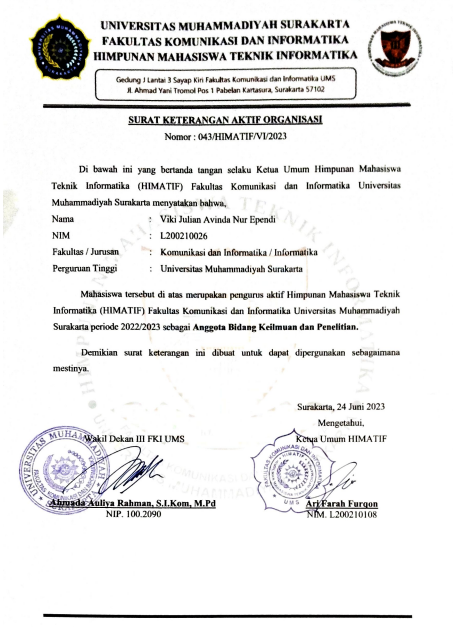 UNIVERSITAS MUHAMMADIYAH SURAKARTA
FAKULTAS KOMUNIKASI DAN INFORMATIKA
HIMPUNAN MAHASISWA TEKNIK INFORMATIKA
Gedung J Lantai 3 Sayap Kiri Fakultas Komunikasi dan Informatika UMS
Jl. Ahmad Yani Tromol Pos 1 Pabelan Kartasura, Surakarta 57102
SURAT KETERANGAN AKTIF ORGANISASI
Nomor : 043/HIMATIF/VI/2023
Di bawah ini yang bertanda tangan selaku Ketua Umum Himpunan Mahasiswa
Teknik Informatika (HIMATIF) Fakultas Komunikasi dan Informatika Universitas
Muhammadiyah Surakarta menyatakan bahwa,
Nama : Viki Julian Avinda Nur Ependi
NIM : L200210026
Fakultas / Jurusan : Komunikasi dan Informatika / Informatika
Perguruan Tinggi : Universitas Muhammadiyah Surakarta
Mahasiswa tersebut di atas merupakan pengurus aktif Himpunan Mahasiswa Teknik
Informatika (HIMATIF) Fakultas Komunikasi dan Informatika Universitas Muhammadiyah
Surakarta periode 2022/2023 sebagai Anggota Bidang Keilmuan dan Penelitian.
Demikian surat keterangan ini dibuat untuk dapat dipergunakan sebagaimana
mestinya.
Surakarta, 24 Juni 2023
Mengetahui,
Wakil Dekan III FKI UMS
Ketua Umum HIMATIF
Ahmada Auliya Rahman, S.I.Kom, M.Pd
NIP. 100.2090
Ari Farah Furqon
NIM. L200210108